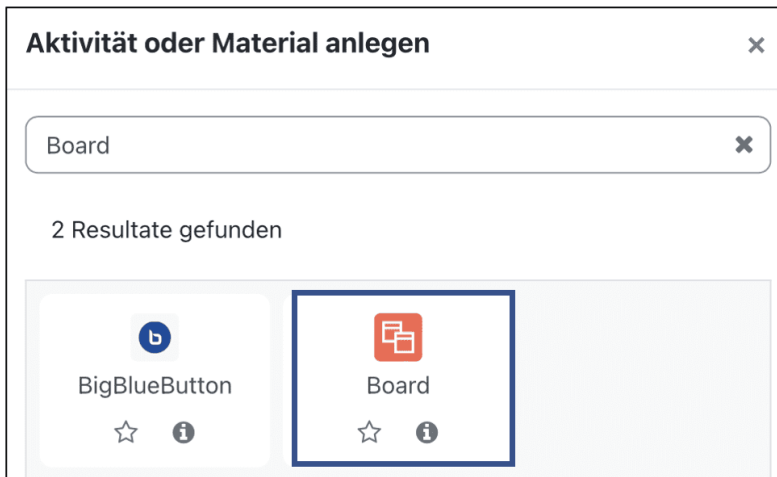 Aktivität oder Material anlegen
Board
2 Resultate gefunden
BigBlueButton
Board